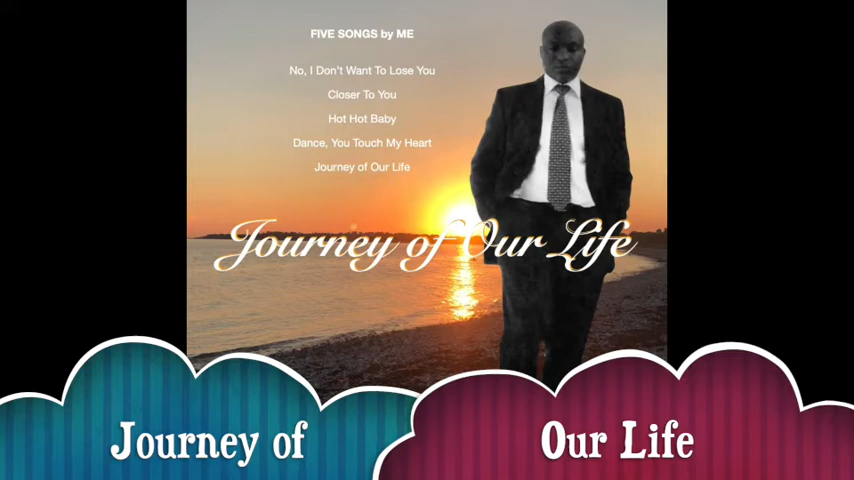 FIVE SONGS by ME
No, I Don't Want To Lose You
Closer To You
Hot Hot Baby
Dance, You Touch My Heart
Journey of Our Life
Journey of Our Life
Journey of
Our Life